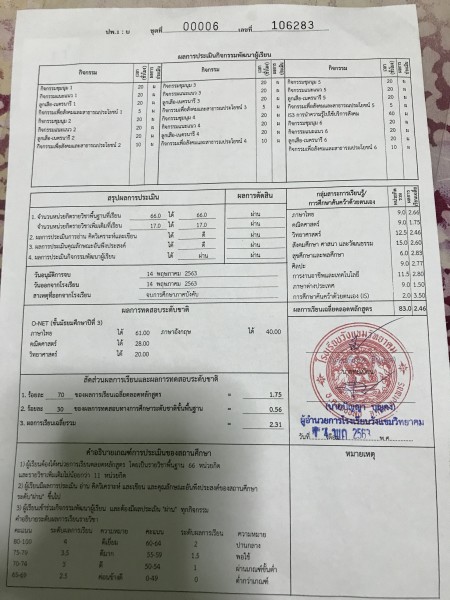 ปพ.1 : บ ชุดที่ 00006 เลขที่ 106283
ผลการประเมินกิจกรรมพัฒนาผู้เรียน
กิจกรรม กิจกรรม กิจกรรม
กิจกรรมชุมนุม 1 20 ผ กิจกรรมชุมนุม 3 20 ผ กิจกรรมชุมนุม 5 20 ผ
กิจกรรมแนะแนว 1 20 ผ กิจกรรมแนะแนว 3 20 ผ กิจกรรมแนะแนว 5 20 ผ
ลูกเสือ-เนตรนารี 1 20 ผ ลูกเสือ-เนตรนารี 3 20 ผ ลูกเสือ-เนตรนารี 5 20 ผ
กิจกรรมเพื่อสังคมและสาธารณประโยชน์ 1 5 ผ กิจกรรมเพื่อสังคมและสาธารณประโยชน์ 3 5 ผ กิจกรรมเพื่อสังคมและสาธารณประโยชน์ 5 5 ผ
กิจกรรมชุมนุม 2 20 ผ กิจกรรมชุมนุม 4 20 ผ IS3 การนำความรู้ไปใช้บริการสังคม 40 ผ
กิจกรรมแนะแนว 2 20 ผ กิจกรรมแนะแนว 4 20 ผ กิจกรรมชุมนุม 6 20 ผ
ลูกเสือ-เนตรนารี 2 20 ผ ลูกเสือ-เนตรนารี 4 20 ผ กิจกรรมแนะแนว 6 20 ผ
กิจกรรมเพื่อสังคมและสาธารณประโยชน์ 2 10 ผ กิจกรรมเพื่อสังคมและสาธารณประโยชน์ 4 10 ผ ลูกเสือ-เนตรนารี 6 20 ผ
กิจกรรมเพื่อสังคมและสาธารณประโยชน์ 6 10 ผ
สรุปผลการประเมิน ผลการตัดสิน กลุ่มสาระการเรียนรู้/
การศึกษาค้นคว้าด้วยตนเอง
1. จำนวนหน่วยกิตรายวิชาพื้นฐานที่เรียน 66.0 ได้ 66.0 ผ่าน
จำนวนหน่วยกิตรายวิชาเพิ่มเติมที่เรียน 17.0 ได้ 17.0 ผ่าน
2. ผลการประเมินการอ่าน คิดวิเคราะห์และเขียน ได้ ดี ผ่าน
3. ผลการประเมินคุณลักษณะอันพึงประสงค์ ได้ ดี ผ่าน
4. ผลการประเมินกิจกรรมพัฒนาผู้เรียน ได้ ผ่าน ผ่าน
ภาษาไทย 9.0 2.66
คณิตศาสตร์ 9.0 1.75
วิทยาศาสตร์ 12.5 2.46
สังคมศึกษา ศาสนา และวัฒนธรรม 15.0 2.60
สุขศึกษาและพลศึกษา 6.0 2.83
ศิลปะ 9.0 2.77
การงานอาชีพและเทคโนโลยี 11.5 2.80
ภาษาต่างประเทศ 9.0 1.50
การศึกษาค้นคว้าด้วยตนเอง (IS) 2.0 3.50
ผลการเรียนเฉลี่ยตลอดหลักสูตร 83.0 2.46
วันอนุมัติการจบ 14 พฤษภาคม 2563
วันออกจากโรงเรียน 14 พฤษภาคม 2563
สาเหตุที่ออกจากโรงเรียน จบการศึกษาภาคบังคับ
ผลการทดสอบระดับชาติ
O-NET (ชั้นมัธยมศึกษาปีที่ 3)
ภาษาไทย ได้ 61.00 ภาษาอังกฤษ ได้ 40.00
คณิตศาสตร์ ได้ 28.00
วิทยาศาสตร์ ได้ 20.00
สัดส่วนผลการเรียนและผลการทดสอบระดับชาติ
1. ร้อยละ 70 ของผลการเรียนเฉลี่ยตลอดหลักสูตร = 1.75
2. ร้อยละ 30 ของผลการทดสอบทางการศึกษาระดับชาติขั้นพื้นฐาน = 0.56
3. ผลการเรียนเฉลี่ยรวม = 2.31
ผู้อำนวยการโรงเรียนวังแขมวิทยาคม
คำอธิบายเกณฑ์การประเมินของสถานศึกษา หมายเหตุ
1) ผู้เรียนต้องได้หน่วยกิตตลอดหลักสูตร โดยเป็นรายวิชาพื้นฐาน 66 หน่วยกิต
และรายวิชาเพิ่มเติมไม่น้อยกว่า 11 หน่วยกิต
2) ผู้เรียนมีผลการประเมิน อ่าน คิดวิเคราะห์ และเขียน และคุณลักษณะอันพึงประสงค์ของสถานศึกษา
ระดับ"ผ่าน" ขึ้นไป
3) ผู้เรียนเข้าร่วมกิจกรรมพัฒนาผู้เรียน และต้องมีผลประเมิน "ผ่าน" ทุกกิจกรรม
คำอธิบายระดับผลการเรียนรายวิชา
คะแนน ระดับผลการเรียน ความหมาย คะแนน ระดับผลการเรียน ความหมาย
80-100 4 ดีเยี่ยม 60-64 2 ปานกลาง
75-79 3.5 ดีมาก 55-59 1.5 พอใช้
70-74 3 ดี 50-54 1 ผ่านเกณฑ์ขั้นต่ำ
65-69 2.5 ค่อนข้างดี 0-49 0 ต่ำกว่าเกณฑ์